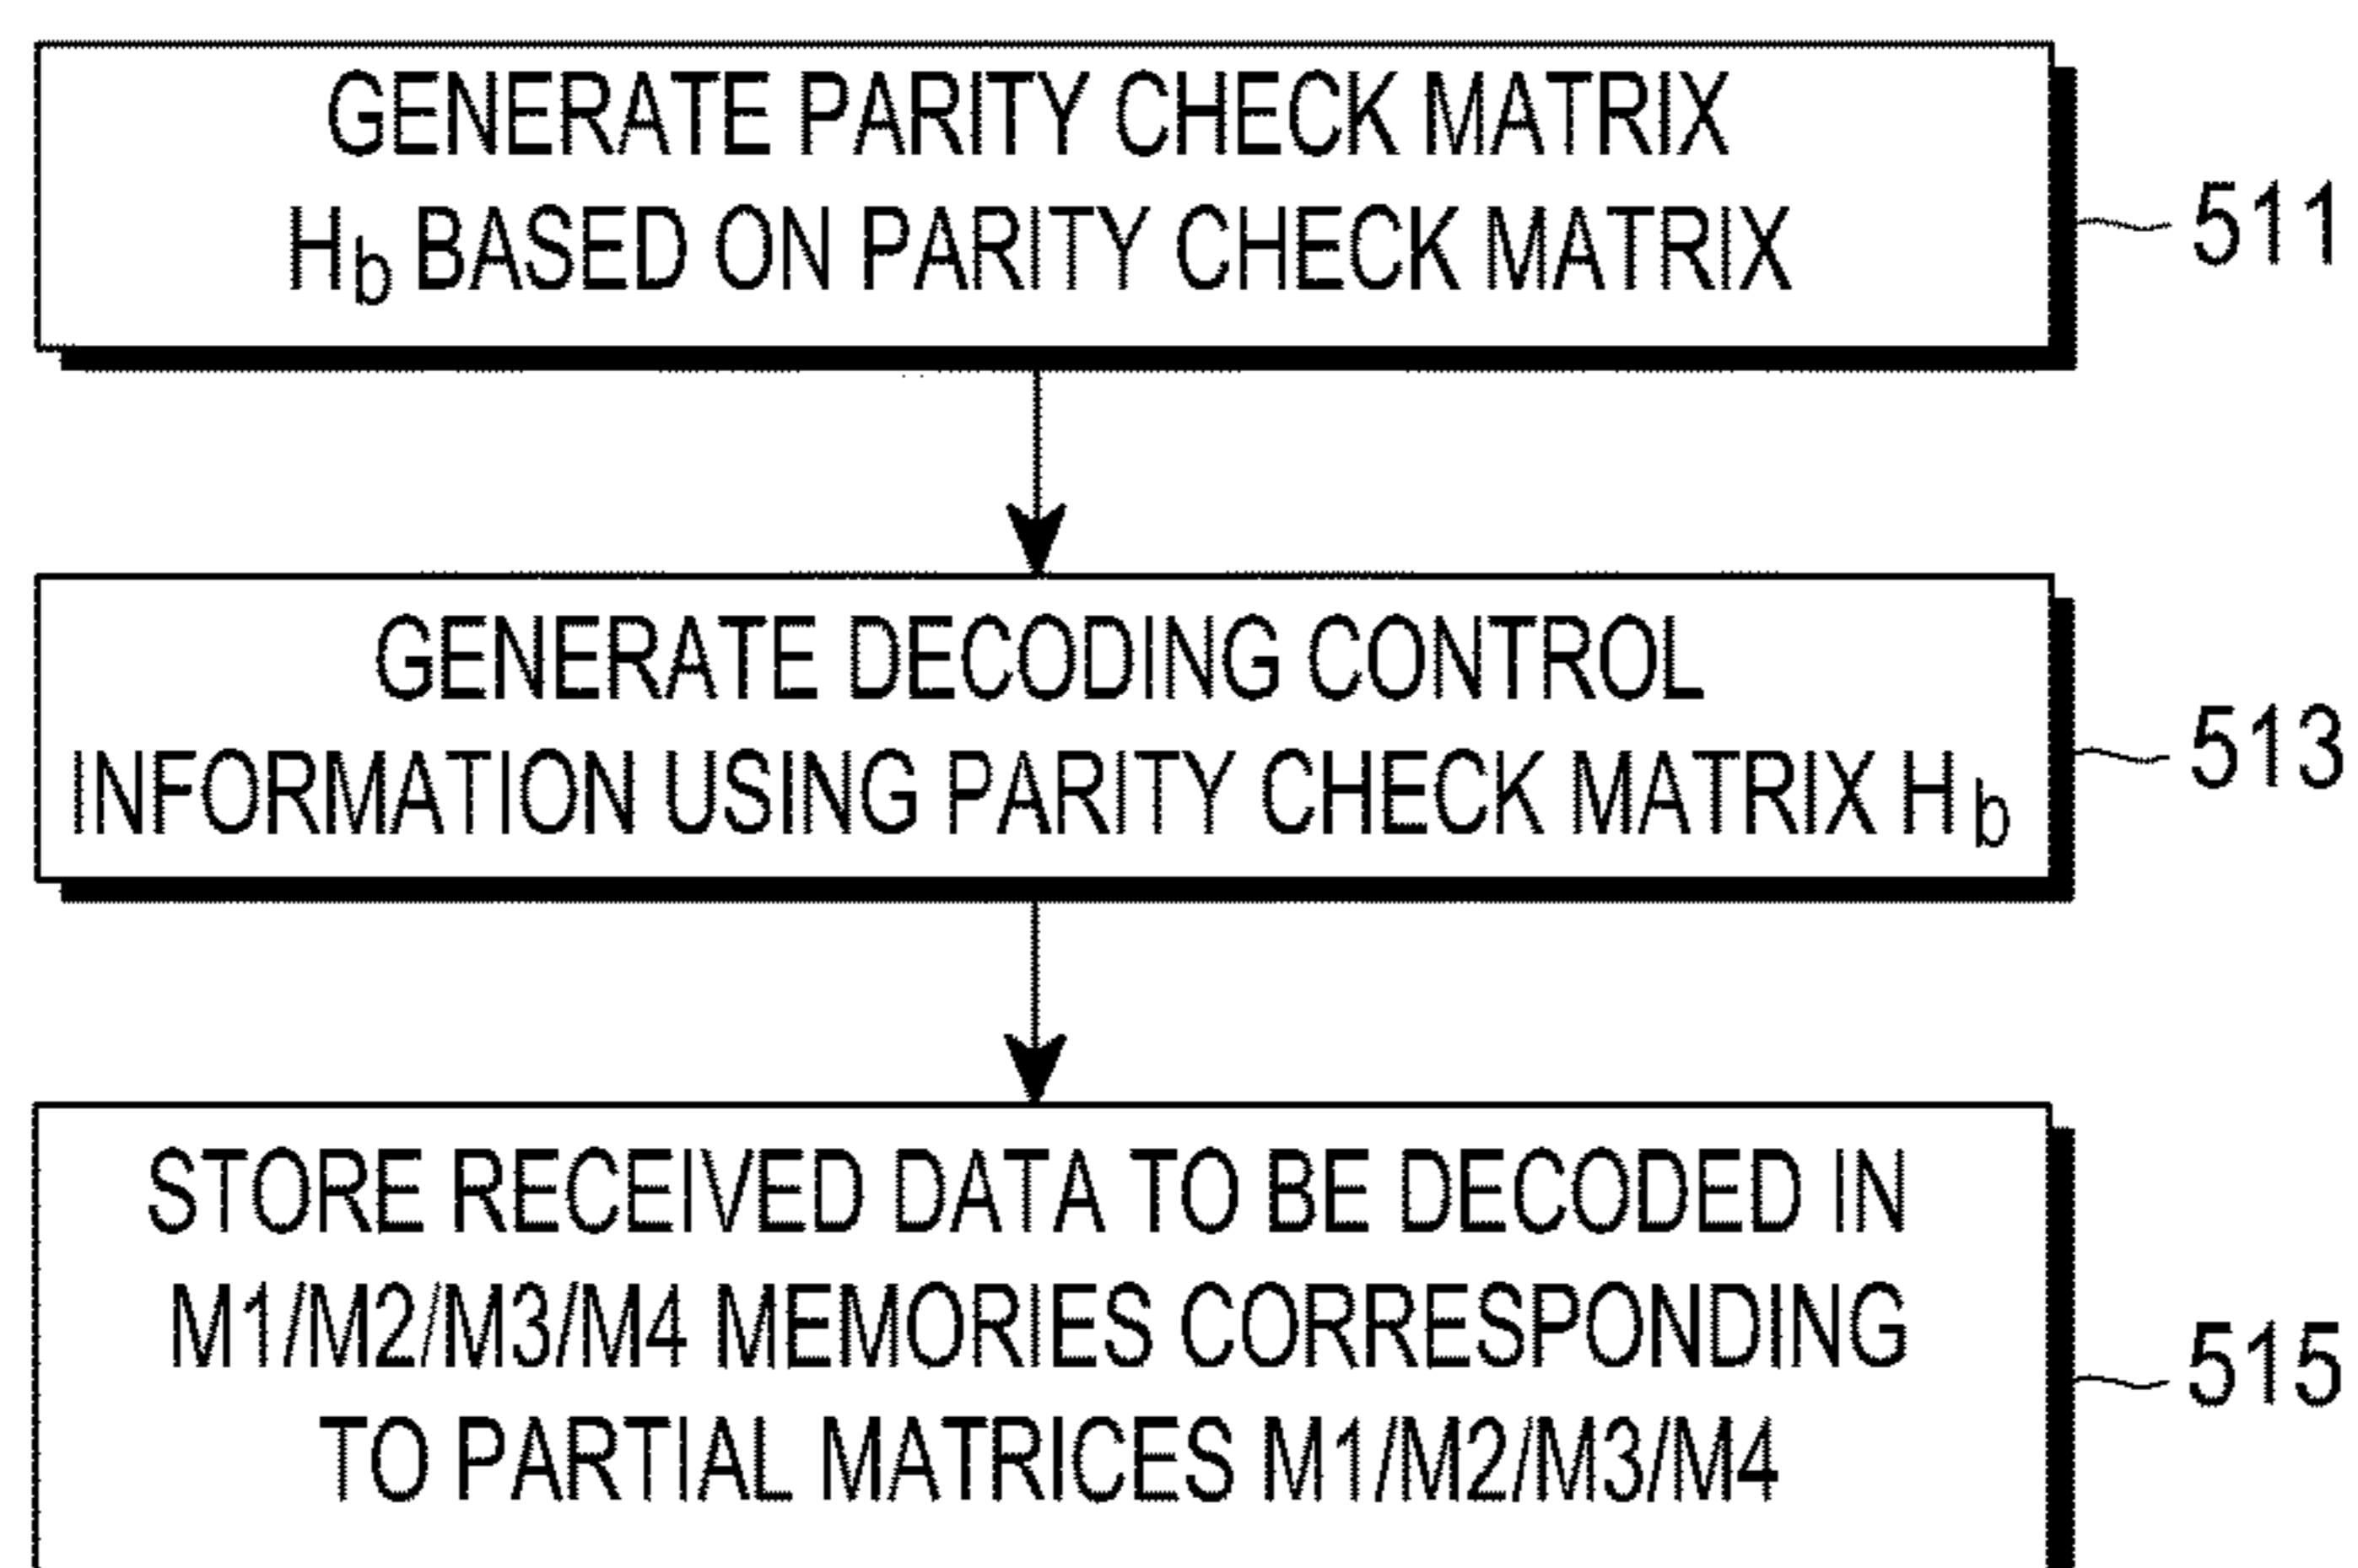 GENERATE PARITY CHECK MATRIX
H_b BASED ON PARITY CHECK MATRIX
511
GENERATE DECODING CONTROL
INFORMATION USING PARITY CHECK MATRIX H_b
513
STORE RECEIVED DATA TO BE DECODED IN
M1/M2/M3/M4 MEMORIES CORRESPONDING
TO PARTIAL MATRICES M1/M2/M3/M4
515